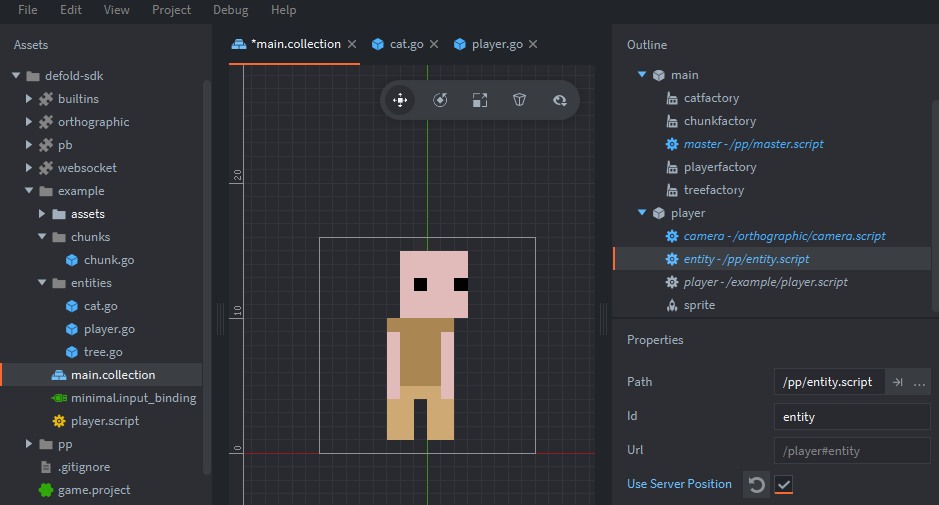 File Edit View Project Debug Help
Assets
defold-sdk
builtins
orthographic
pb
websocket
example
assets
chunks
chunk.go
entities
cat.go
player.go
tree.go
main.collection
minimal.input_binding
player.script
pp
.gitignore
game.project
*main.collection cat.go player.go
20
10
0
Outline
main
catfactory
chunkfactory
master - /pp/master.script
playerfactory
treefactory
player
camera - /orthographic/camera.script
entity - /pp/entity.script
player - /example/player.script
sprite
Properties
Path /pp/entity.script ...
Id entity
Url /player#entity
Use Server Position